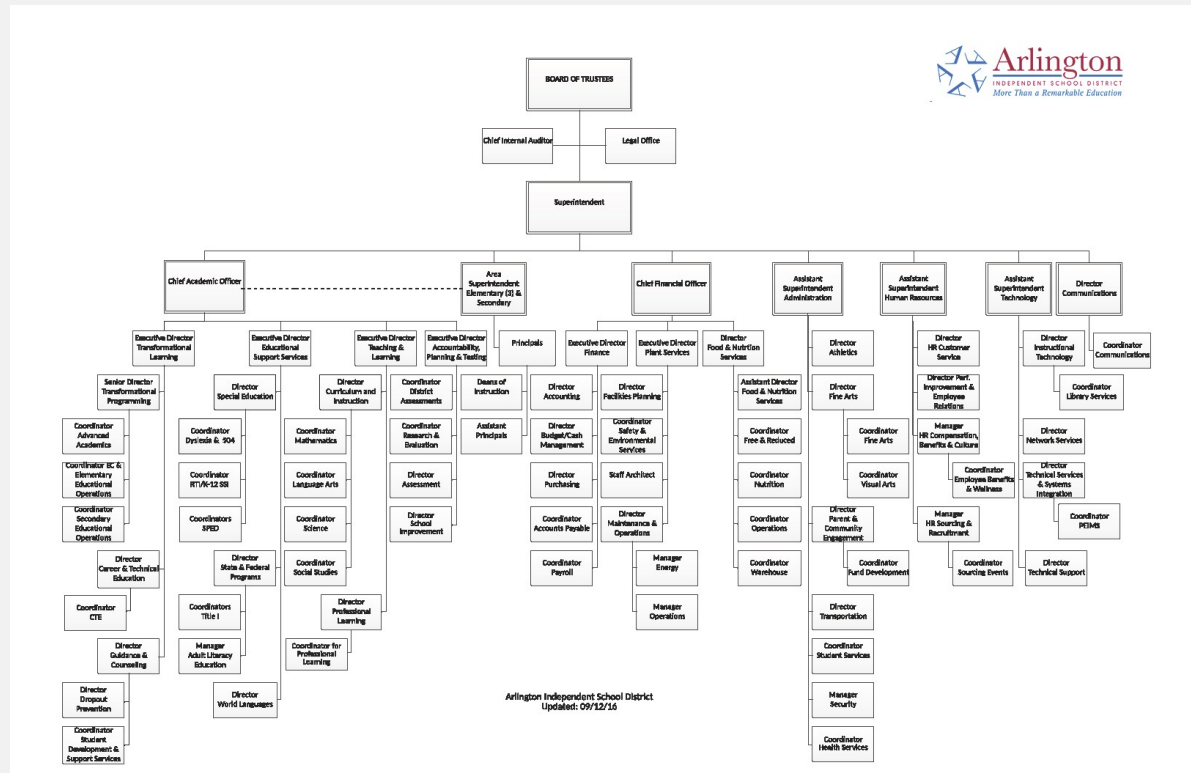 Arlington
INDEPENDENT SCHOOL DISTRICT
More Than a Remarkable Education
BOARD OF TRUSTEES
Chief Internal Auditor
Legal Office
Superintendent
Chief Academic Officer
Area
Superintendent
Elementary (3) &
Secondary
Chief Financial Officer
Assistant
Superintendent
Administration
Assistant
Superintendent
Human Resources
Assistant
Superintendent
Technology
Director
Communications
Executive Director
Transformational
Learning
Executive Director
Educational
Support Services
Executive Director
Teaching &
Learning
Executive Director
Accountability,
Planning & Testing
Principals
Executive Director
Finance
Executive Director
Plant Services
Director
Food & Nutrition
Services
Director
Athletics
Director
HR Customer
Service
Director
Instructional
Technology
Coordinator
Communications
Senior Director
Transformational
Programming
Director
Special Education
Director
Curriculum and
Instruction
Coordinator
District
Assessments
Deans of
Instruction
Director
Accounting
Director
Facilities Planning
Assistant Director
Food & Nutrition
Services
Director
Fine Arts
Director Perf.
Improvement &
Employee
Relations
Coordinator
Library Services
Coordinator
Advanced
Academics
Coordinator
Dyslexia & 504
Coordinator
Mathematics
Coordinator
Research &
Evaluation
Assistant
Principals
Director
Budget/Cash
Management
Coordinator
Safety &
Environmental
Services
Coordinator
Free & Reduced
Coordinator
Fine Arts
Manager
HR Compensation,
Benefits & Culture
Director
Network Services
Coordinator EC &
Elementary
Educational
Operations
Coordinator
RTI/K-12 SSI
Coordinator
Language Arts
Director
Assessment
Director
Purchasing
Staff Architect
Coordinator
Nutrition
Coordinator
Visual Arts
Coordinator
Employee Benefits
& Wellness
Director
Technical Services
& Systems
Integration
Coordinator
Secondary
Educational
Operations
Coordinators
SPED
Coordinator
Science
Director
School
Improvement
Coordinator
Accounts Payable
Director
Maintenance &
Operations
Coordinator
Operations
Director
Parent &
Community
Engagement
Manager
HR Sourcing &
Recruitment
Coordinator
PEIMS
Director
Career & Technical
Education
Director
State & Federal
Programs
Coordinator
Social Studies
Coordinator
Payroll
Manager
Energy
Coordinator
Warehouse
Coordinator
Fund Development
Coordinator
Sourcing Events
Director
Technical Support
Coordinator
CTE
Coordinators
Title I
Director
Professional
Learning
Manager
Operations
Director
Transportation
Director
Guidance &
Counseling
Manager
Adult Literacy
Education
Coordinator for
Professional
Learning
Coordinator
Student Services
Director
Dropout
Prevention
Director
World Languages
Arlington Independent School District
Updated: 09/12/16
Manager
Security
Coordinator
Student
Development &
Support Services
Coordinator
Health Services